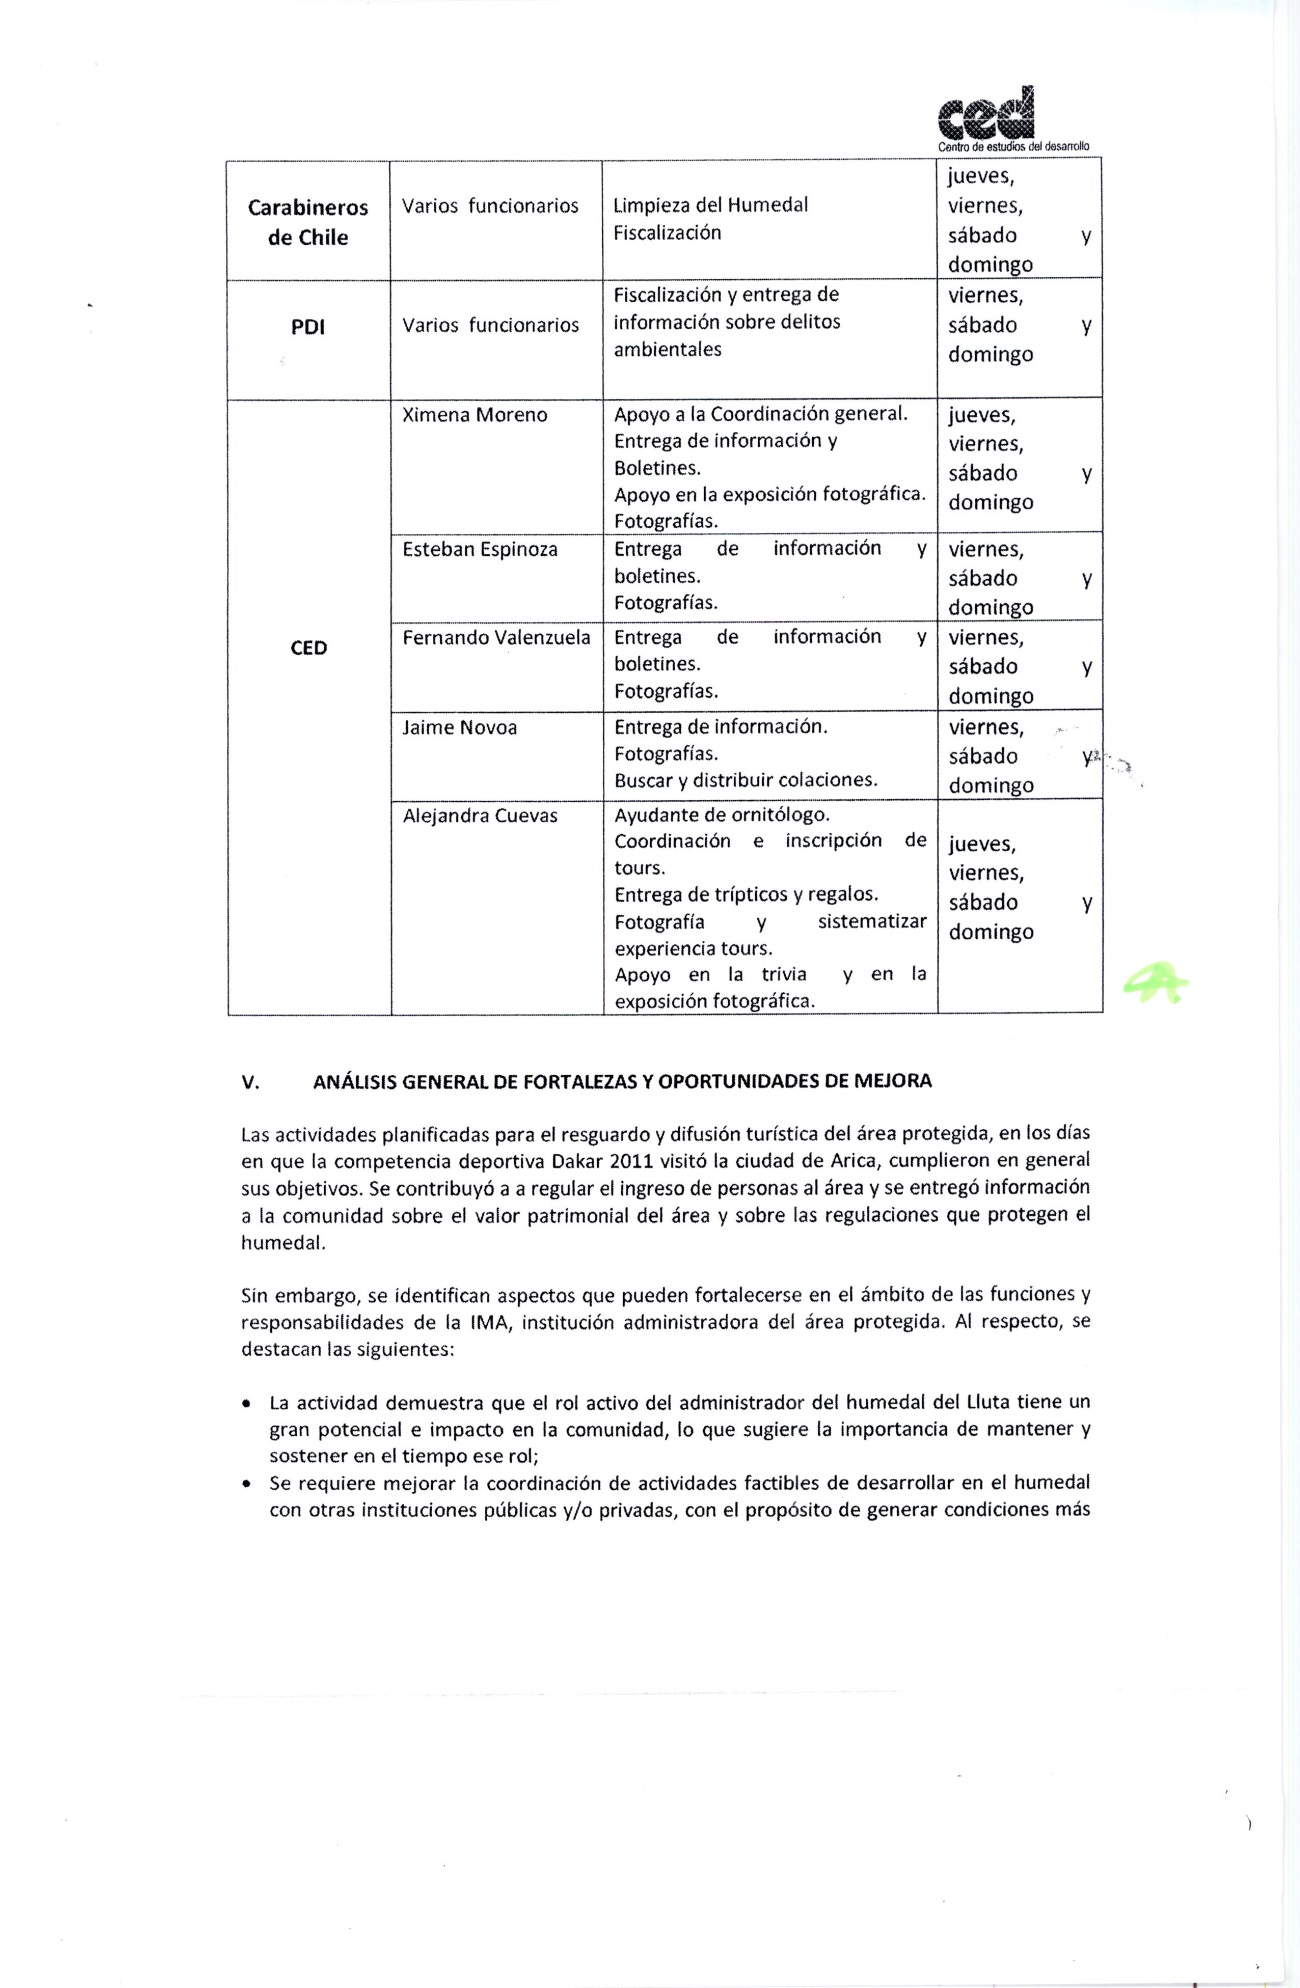 ced
Centro de estudios del desarrollo
Carabineros
de Chile
Varios funcionarios
Limpieza del Humedal
Fiscalización
jueves,
viernes,
sábado y
domingo
PDI
Varios funcionarios
Fiscalización y entrega de
información sobre delitos
ambientales
viernes,
sábado y
domingo
CED
Ximena Moreno
Apoyo a la Coordinación general.
Entrega de información y
Boletines.
Apoyo en la exposición fotográfica.
Fotografías.
jueves,
viernes,
sábado y
domingo
Esteban Espinoza
Entrega de información y
boletines.
Fotografías.
viernes,
sábado y
domingo
Fernando Valenzuela
Entrega de información y
boletines.
Fotografías.
viernes,
sábado y
domingo
Jaime Novoa
Entrega de información.
Fotografías.
Buscar y distribuir colaciones.
viernes,
sábado y
domingo
Alejandra Cuevas
Ayudante de ornitólogo.
Coordinación e inscripción de
tours.
Entrega de trípticos y regalos.
Fotografía y sistematizar
experiencia tours.
Apoyo en la trivia y en la
exposición fotográfica.
jueves,
viernes,
sábado y
domingo
V. ANÁLISIS GENERAL DE FORTALEZAS Y OPORTUNIDADES DE MEJORA
Las actividades planificadas para el resguardo y difusión turística del área protegida, en los días
en que la competencia deportiva Dakar 2011 visitó la ciudad de Arica, cumplieron en general
sus objetivos. Se contribuyó a a regular el ingreso de personas al área y se entregó información
a la comunidad sobre el valor patrimonial del área y sobre las regulaciones que protegen el
humedal.
Sin embargo, se identifican aspectos que pueden fortalecerse en el ámbito de las funciones y
responsabilidades de la IMA, institución administradora del área protegida. Al respecto, se
destacan las siguientes:
• La actividad demuestra que el rol activo del administrador del humedal del Lluta tiene un
gran potencial e impacto en la comunidad, lo que sugiere la importancia de mantener y
sostener en el tiempo ese rol;
• Se requiere mejorar la coordinación de actividades factibles de desarrollar en el humedal
con otras instituciones públicas y/o privadas, con el propósito de generar condiciones más